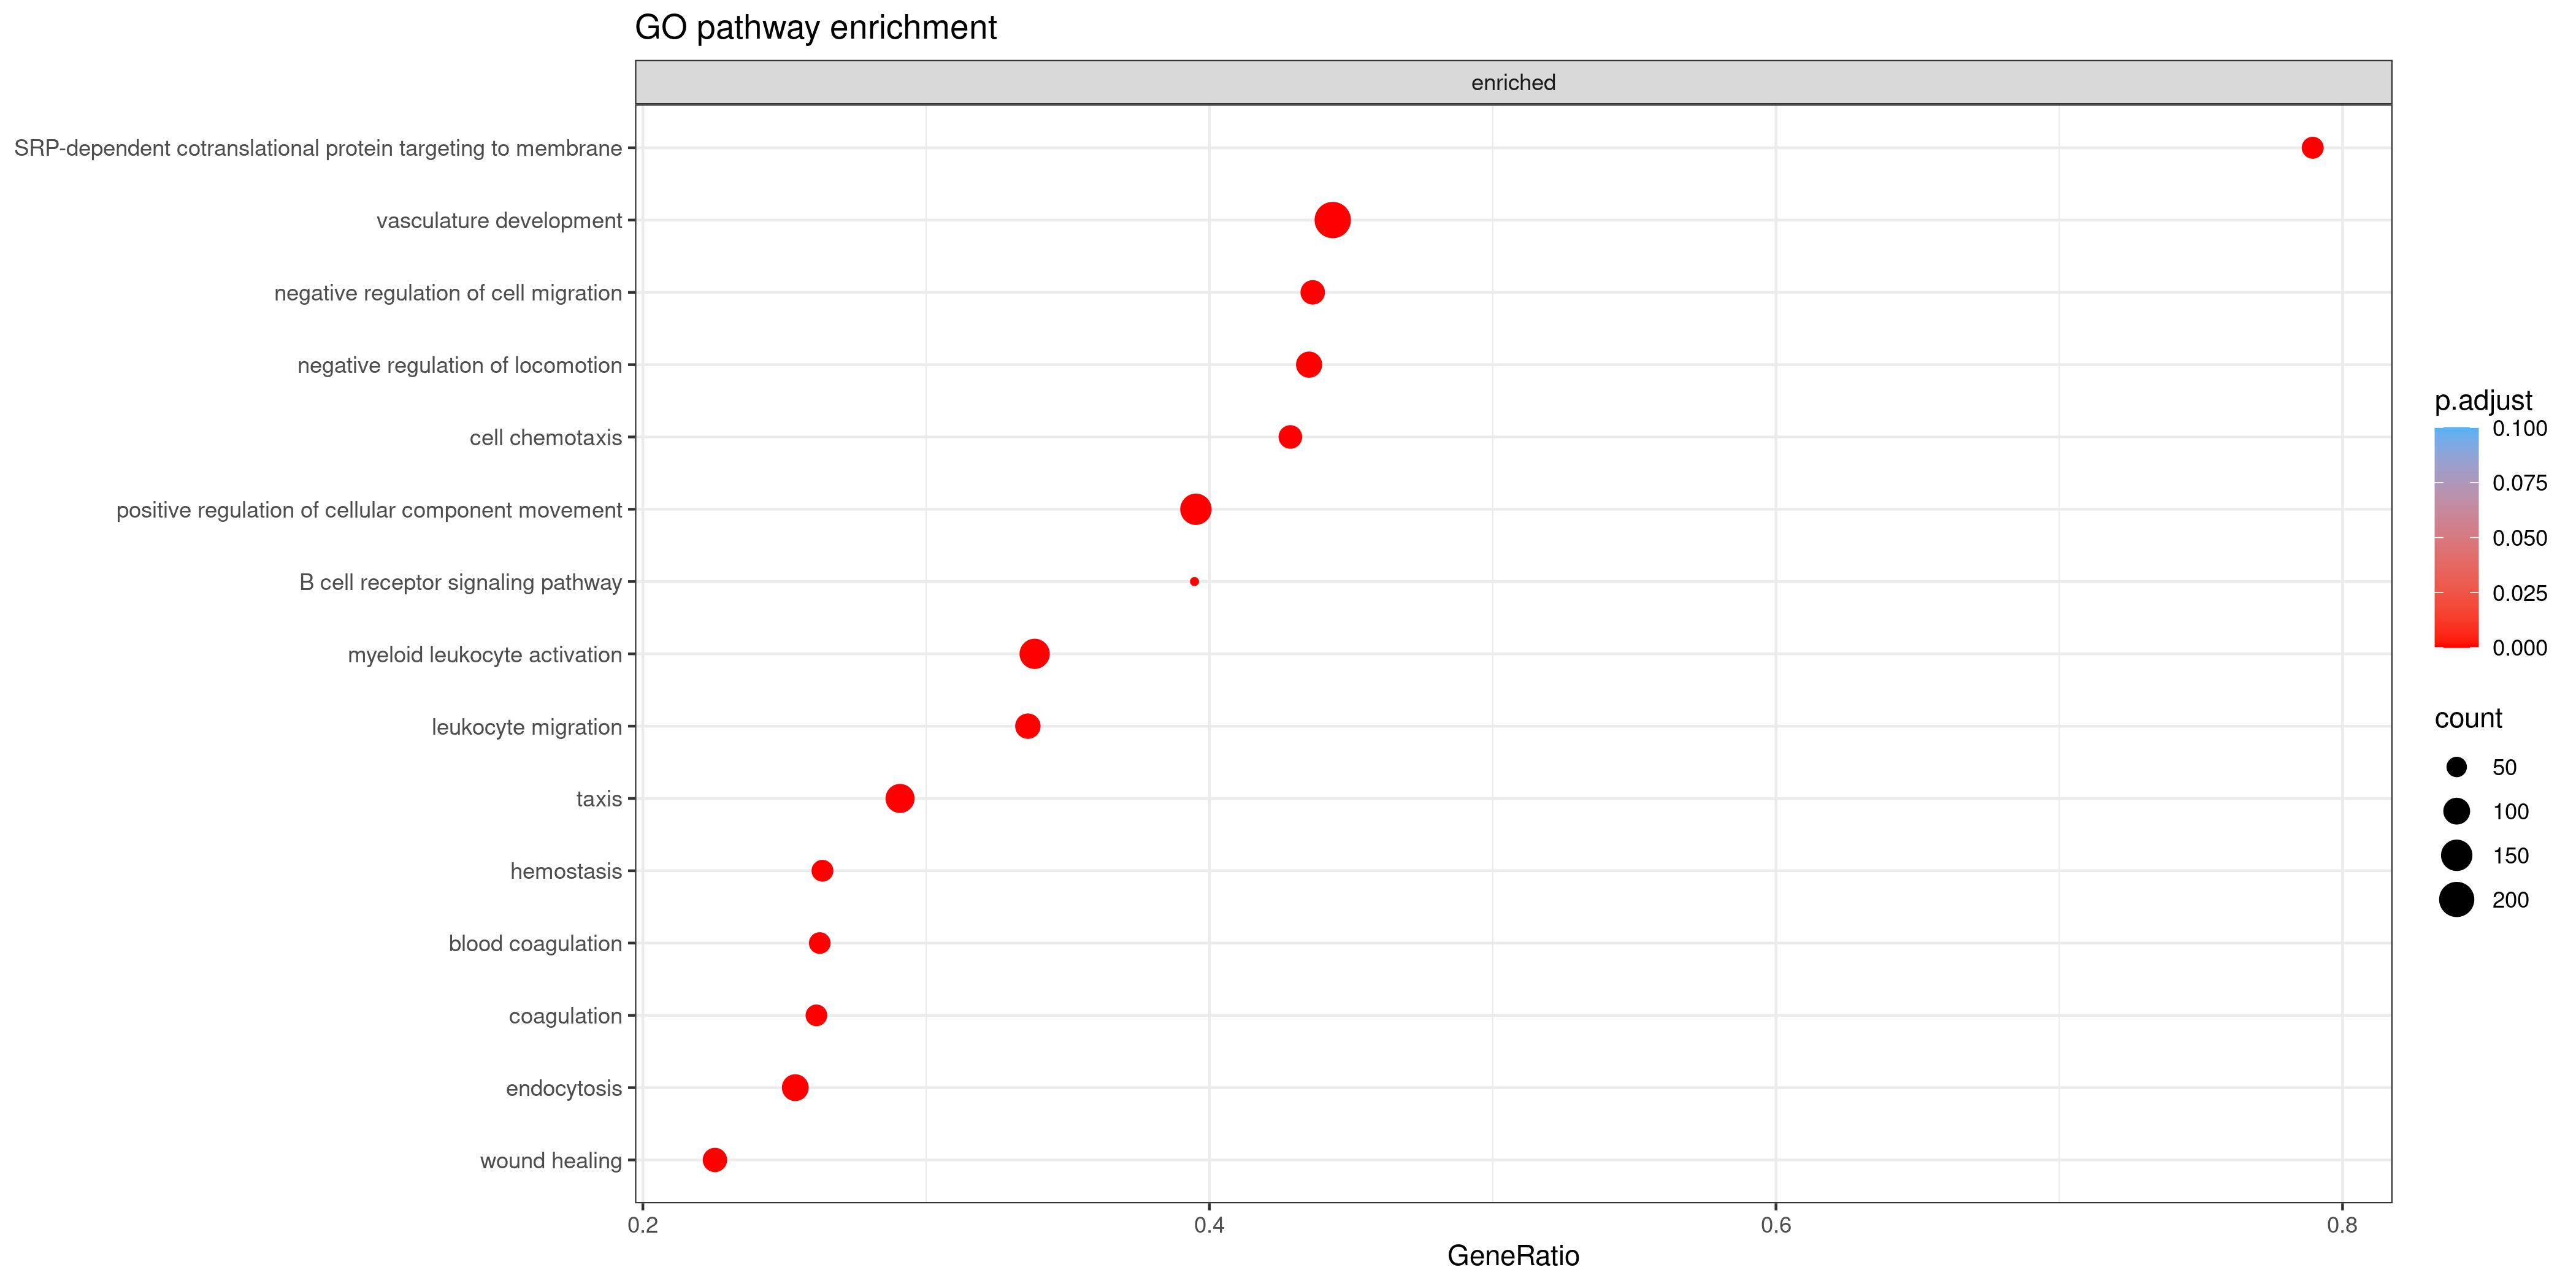 GO pathway enrichment
enriched
SRP-dependent cotranslational protein targeting to membrane
vasculature development
negative regulation of cell migration
negative regulation of locomotion
cell chemotaxis
positive regulation of cellular component movement
B cell receptor signaling pathway
myeloid leukocyte activation
leukocyte migration
taxis
hemostasis
blood coagulation
coagulation
endocytosis
wound healing
0.2 0.4 0.6 0.8
GeneRatio
p.adjust
0.100
0.075
0.050
0.025
0.000
count
50
100
150
200